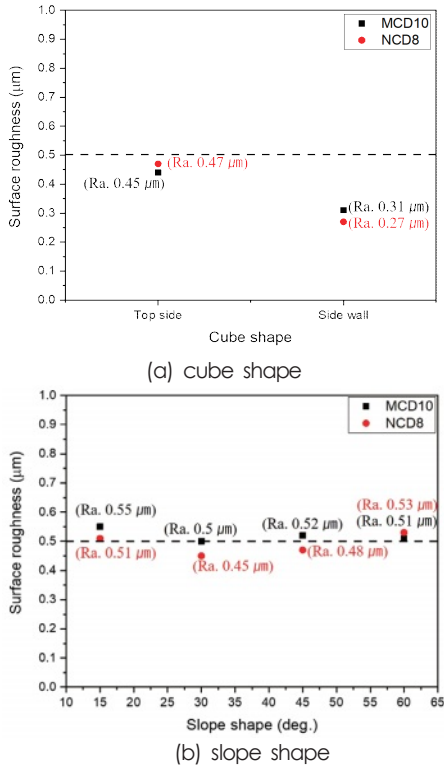 1.0
0.9
0.8
0.7
0.6
0.5
0.4
0.3
0.2
0.1
0.0
Surface roughness (μm)
MCD10
NCD8
(Ra. 0.47 μm)
(Ra. 0.45 μm)
(Ra. 0.31 μm)
(Ra. 0.27 μm)
Top side Side wall
Cube shape
(a) cube shape
1.0
0.9
0.8
0.7
0.6
0.5
0.4
0.3
0.2
0.1
0.0
Surface roughness (μm)
MCD10
NCD8
(Ra. 0.55 μm)
(Ra. 0.51 μm)
(Ra. 0.5 μm)
(Ra. 0.45 μm)
(Ra. 0.52 μm)
(Ra. 0.48 μm)
(Ra. 0.53 μm)
(Ra. 0.51 μm)
10 15 20 25 30 35 40 45 50 55 60 65
Slope shape (deg.)
(b) slope shape